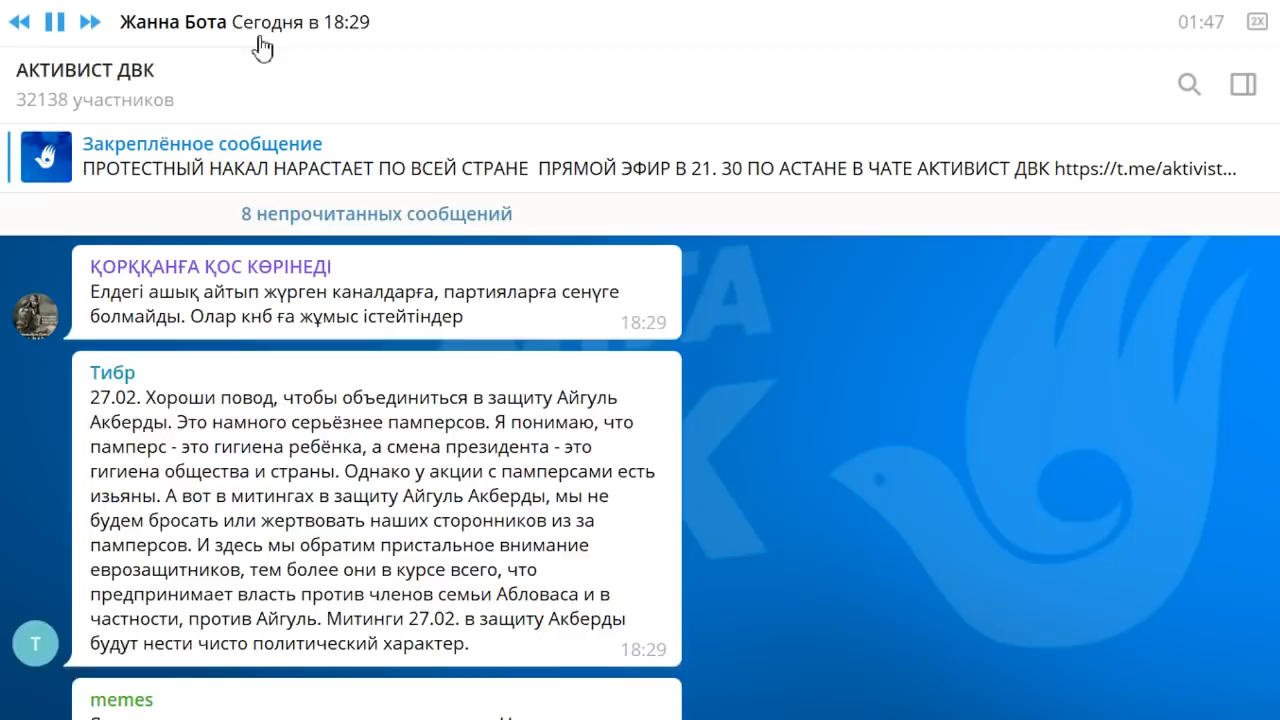 Жанна Бота Сегодня в 18:29
01:47
2X
АКТИВИСТ ДВК
32138 участников
Закреплённое сообщение
ПРОТЕСТНЫЙ НАКАЛ НАРАСТАЕТ ПО ВСЕЙ СТРАНЕ ПРЯМОЙ ЭФИР В 21. 30 ПО АСТАНЕ В ЧАТЕ АКТИВИСТ ДВК https://t.me/aktivist...
8 непрочитанных сообщений
ҚОРҚҚАНҒА ҚОС КӨРІНЕДІ
Елдегі ашық айтып жүрген каналдарға, партияларға сенүге
болмайды. Олар кнб ға жұмыс істейтіндер
18:29
Тибр
27.02. Хороши повод, чтобы объединиться в защиту Айгуль
Акберды. Это намного серьёзнее памперсов. Я понимаю, что
памперс - это гигиена ребёнка, а смена президента - это
гигиена общества и страны. Однако у акции с памперсами есть
изьяны. А вот в митингах в защиту Айгуль Акберды, мы не
будем бросать или жертвовать наших сторонников из за
памперсов. И здесь мы обратим пристальное внимание
еврозащитников, тем более они в курсе всего, что
предпринимает власть против членов семьи Абловаса и в
частности, против Айгуль. Митинги 27.02. в защиту Акберды
будут нести чисто политический характер.
18:29
Т
memes